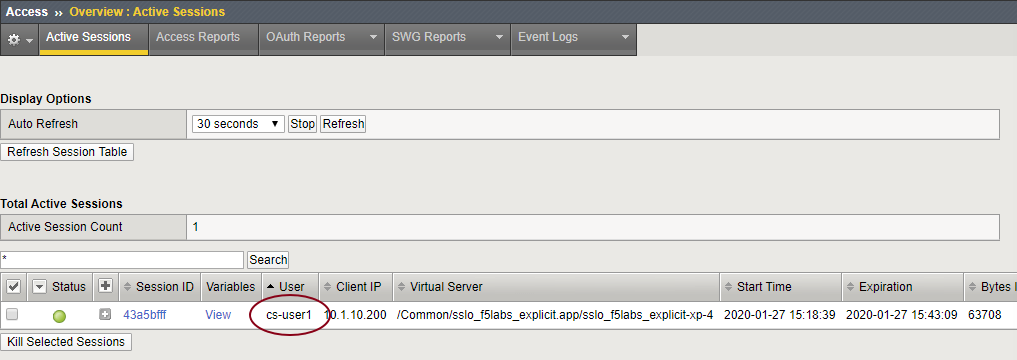 Access » Overview : Active Sessions
Active Sessions Access Reports OAuth Reports SWG Reports Event Logs
Display Options
Auto Refresh 30 seconds Stop Refresh
Refresh Session Table
Total Active Sessions
Active Session Count 1
* Search
Status Session ID Variables User Client IP Virtual Server Start Time Expiration Bytes
43a5bfff View cs-user1 10.1.10.200 /Common/sslo_f5labs_explicit.app/sslo_f5labs_explicit-xp-4 2020-01-27 15:18:39 2020-01-27 15:43:09 63708
Kill Selected Sessions